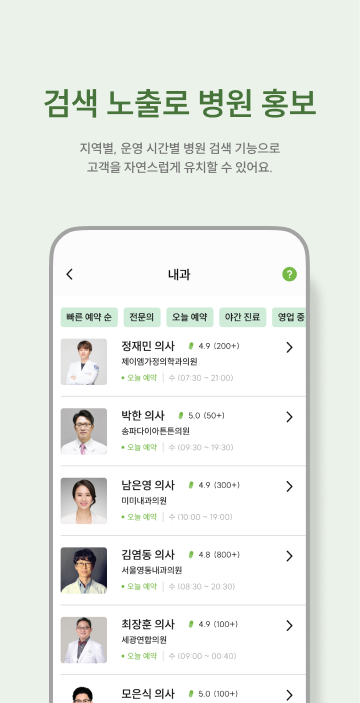 검색 노출로 병원 홍보
지역별, 운영 시간별 병원 검색 기능으로
고객을 자연스럽게 유치할 수 있어요.
내과
?
빠른 예약 순 전문의 오늘 예약 야간 진료 영업 중
정재민 의사 4.9 (200+)
제이엠가정의학과의원
• 오늘 예약 | 수 (07:30 ~ 21:00)
박한 의사 5.0 (50+)
송파다이아튼튼의원
• 오늘 예약 | 수 (09:30 ~ 19:30)
남은영 의사 4.9 (300+)
미미내과의원
• 오늘 예약 | 수 (10:00 ~ 19:00)
김염동 의사 4.8 (800+)
서울영동내과의원
• 오늘 예약 | 수 (08:30 ~ 20:30)
최장훈 의사 4.9 (100+)
세광연합의원
• 오늘 예약 | 수 (09:00 ~ 00:40)
모은식 의사 5.0 (100+)